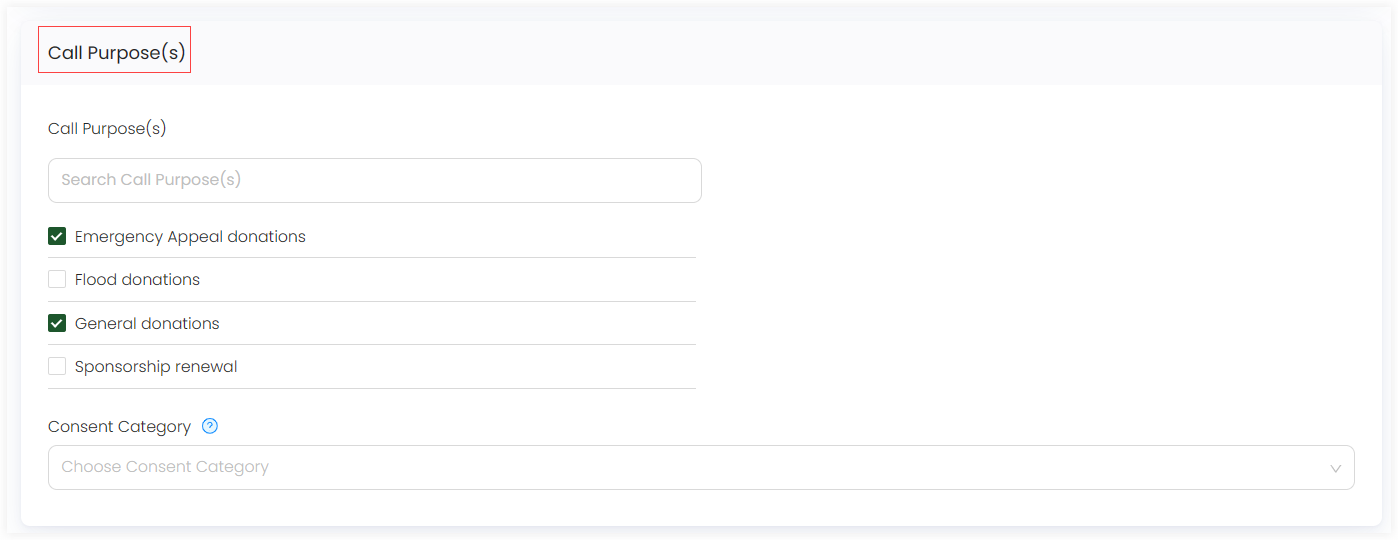 Call Purpose(s)
Call Purpose(s)
Search Call Purpose(s)
Emergency Appeal donations
Flood donations
General donations
Sponsorship renewal
Consent Category ?
Choose Consent Category